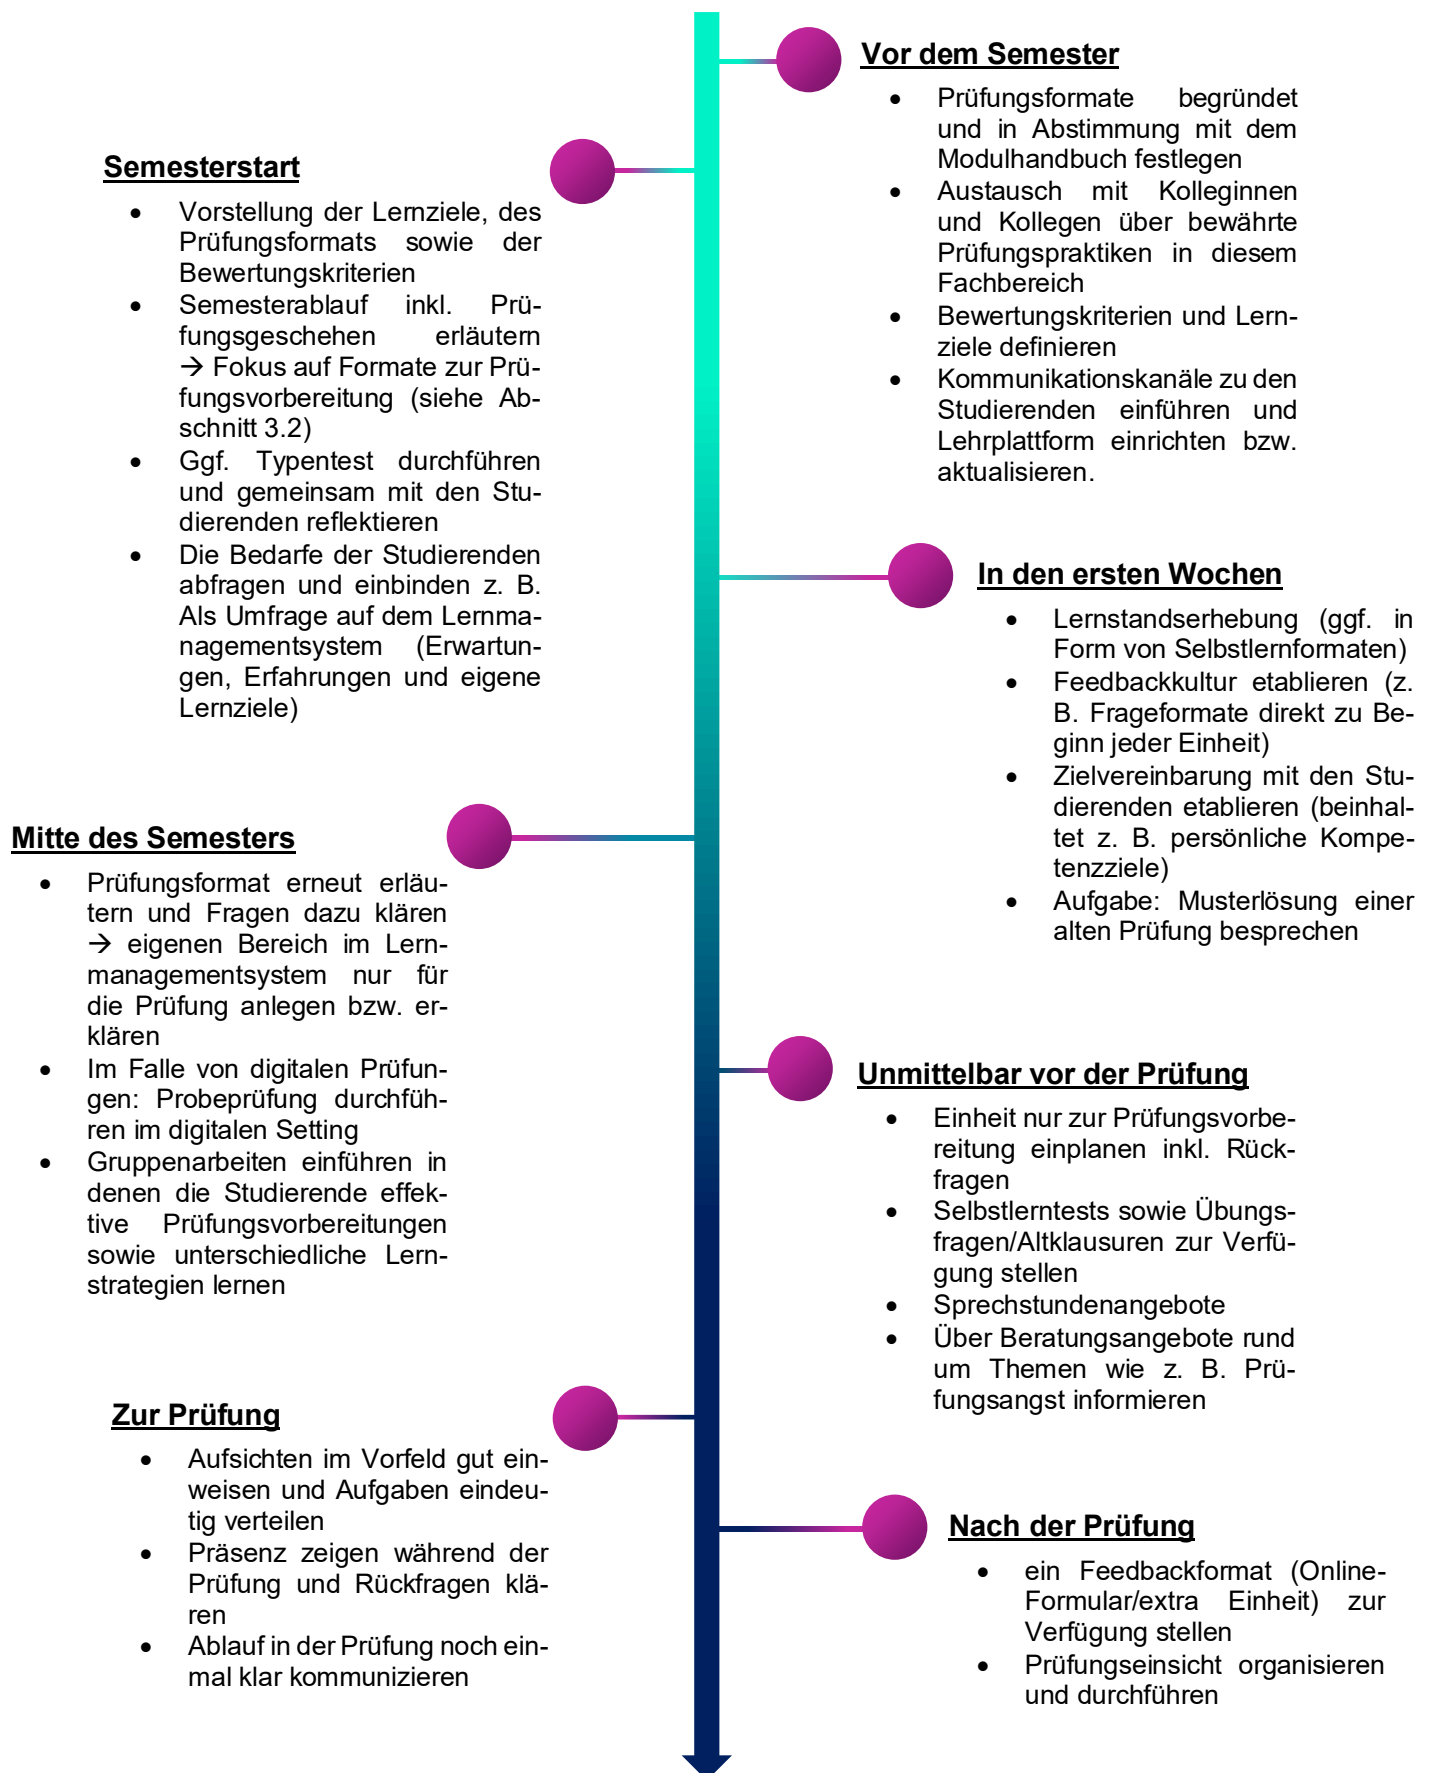 Vor dem Semester
• Prüfungsformate begründet
und in Abstimmung mit dem
Modulhandbuch festlegen
• Austausch mit Kolleginnen
und Kollegen über bewährte
Prüfungspraktiken in diesem
Fachbereich
• Bewertungskriterien und Lern-
ziele definieren
• Kommunikationskanäle zu den
Studierenden einführen und
Lehrplattform einrichten bzw.
aktualisieren.
Semesterstart
• Vorstellung der Lernziele, des
Prüfungsformats sowie der
Bewertungskriterien
• Semesterablauf inkl. Prü-
fungsgeschehen erläutern
→ Fokus auf Formate zur Prü-
fungsvorbereitung (siehe Ab-
schnitt 3.2)
• Ggf. Typentest durchführen
und gemeinsam mit den Stu-
dierenden reflektieren
• Die Bedarfe der Studierenden
abfragen und einbinden z. B.
Als Umfrage auf dem Lernma-
nagementsystem (Erwartun-
gen, Erfahrungen und eigene
Lernziele)
In den ersten Wochen
• Lernstandserhebung (ggf. in
Form von Selbstlernformaten)
• Feedbackkultur etablieren (z.
B. Frageformate direkt zu Be-
ginn jeder Einheit)
• Zielvereinbarung mit den Stu-
dierenden etablieren (beinhal-
tet z. B. persönliche Kompe-
tenzziele)
• Aufgabe: Musterlösung einer
alten Prüfung besprechen
Mitte des Semesters
• Prüfungsformat erneut erläu-
tern und Fragen dazu klären
→ eigenen Bereich im Lern-
managementsystem nur für
die Prüfung anlegen bzw. er-
klären
• Im Falle von digitalen Prüfun-
gen: Probeprüfung durchfüh-
ren im digitalen Setting
• Gruppenarbeiten einführen in
denen die Studierende effek-
tive Prüfungsvorbereitungen
sowie unterschiedliche Lern-
strategien lernen
Unmittelbar vor der Prüfung
• Einheit nur zur Prüfungsvorbe-
reitung einplanen inkl. Rück-
fragen
• Selbstlerntests sowie Übungs-
fragen/Altklausuren zur Verfü-
gung stellen
• Sprechstundenangebote
• Über Beratungsangebote rund
um Themen wie z. B. Prü-
fungsangst informieren
Zur Prüfung
• Aufsichten im Vorfeld gut ein-
weisen und Aufgaben eindeu-
tig verteilen
• Präsenz zeigen während der
Prüfung und Rückfragen klä-
ren
• Ablauf in der Prüfung noch ein-
mal klar kommunizieren
Nach der Prüfung
• ein Feedbackformat (Online-
Formular/extra Einheit) zur
Verfügung stellen
• Prüfungseinsicht organisieren
und durchführen